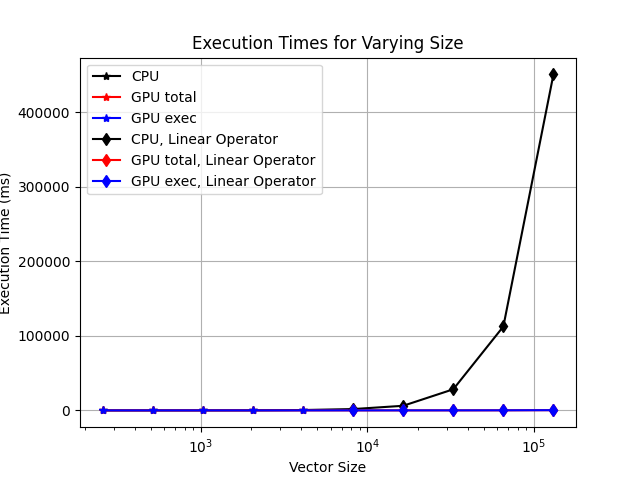 Execution Times for Varying Size
Execution Time (ms)
400000
300000
200000
100000
0
CPU
GPU total
GPU exec
CPU, Linear Operator
GPU total, Linear Operator
GPU exec, Linear Operator
10³
10⁴
10⁵
Vector Size